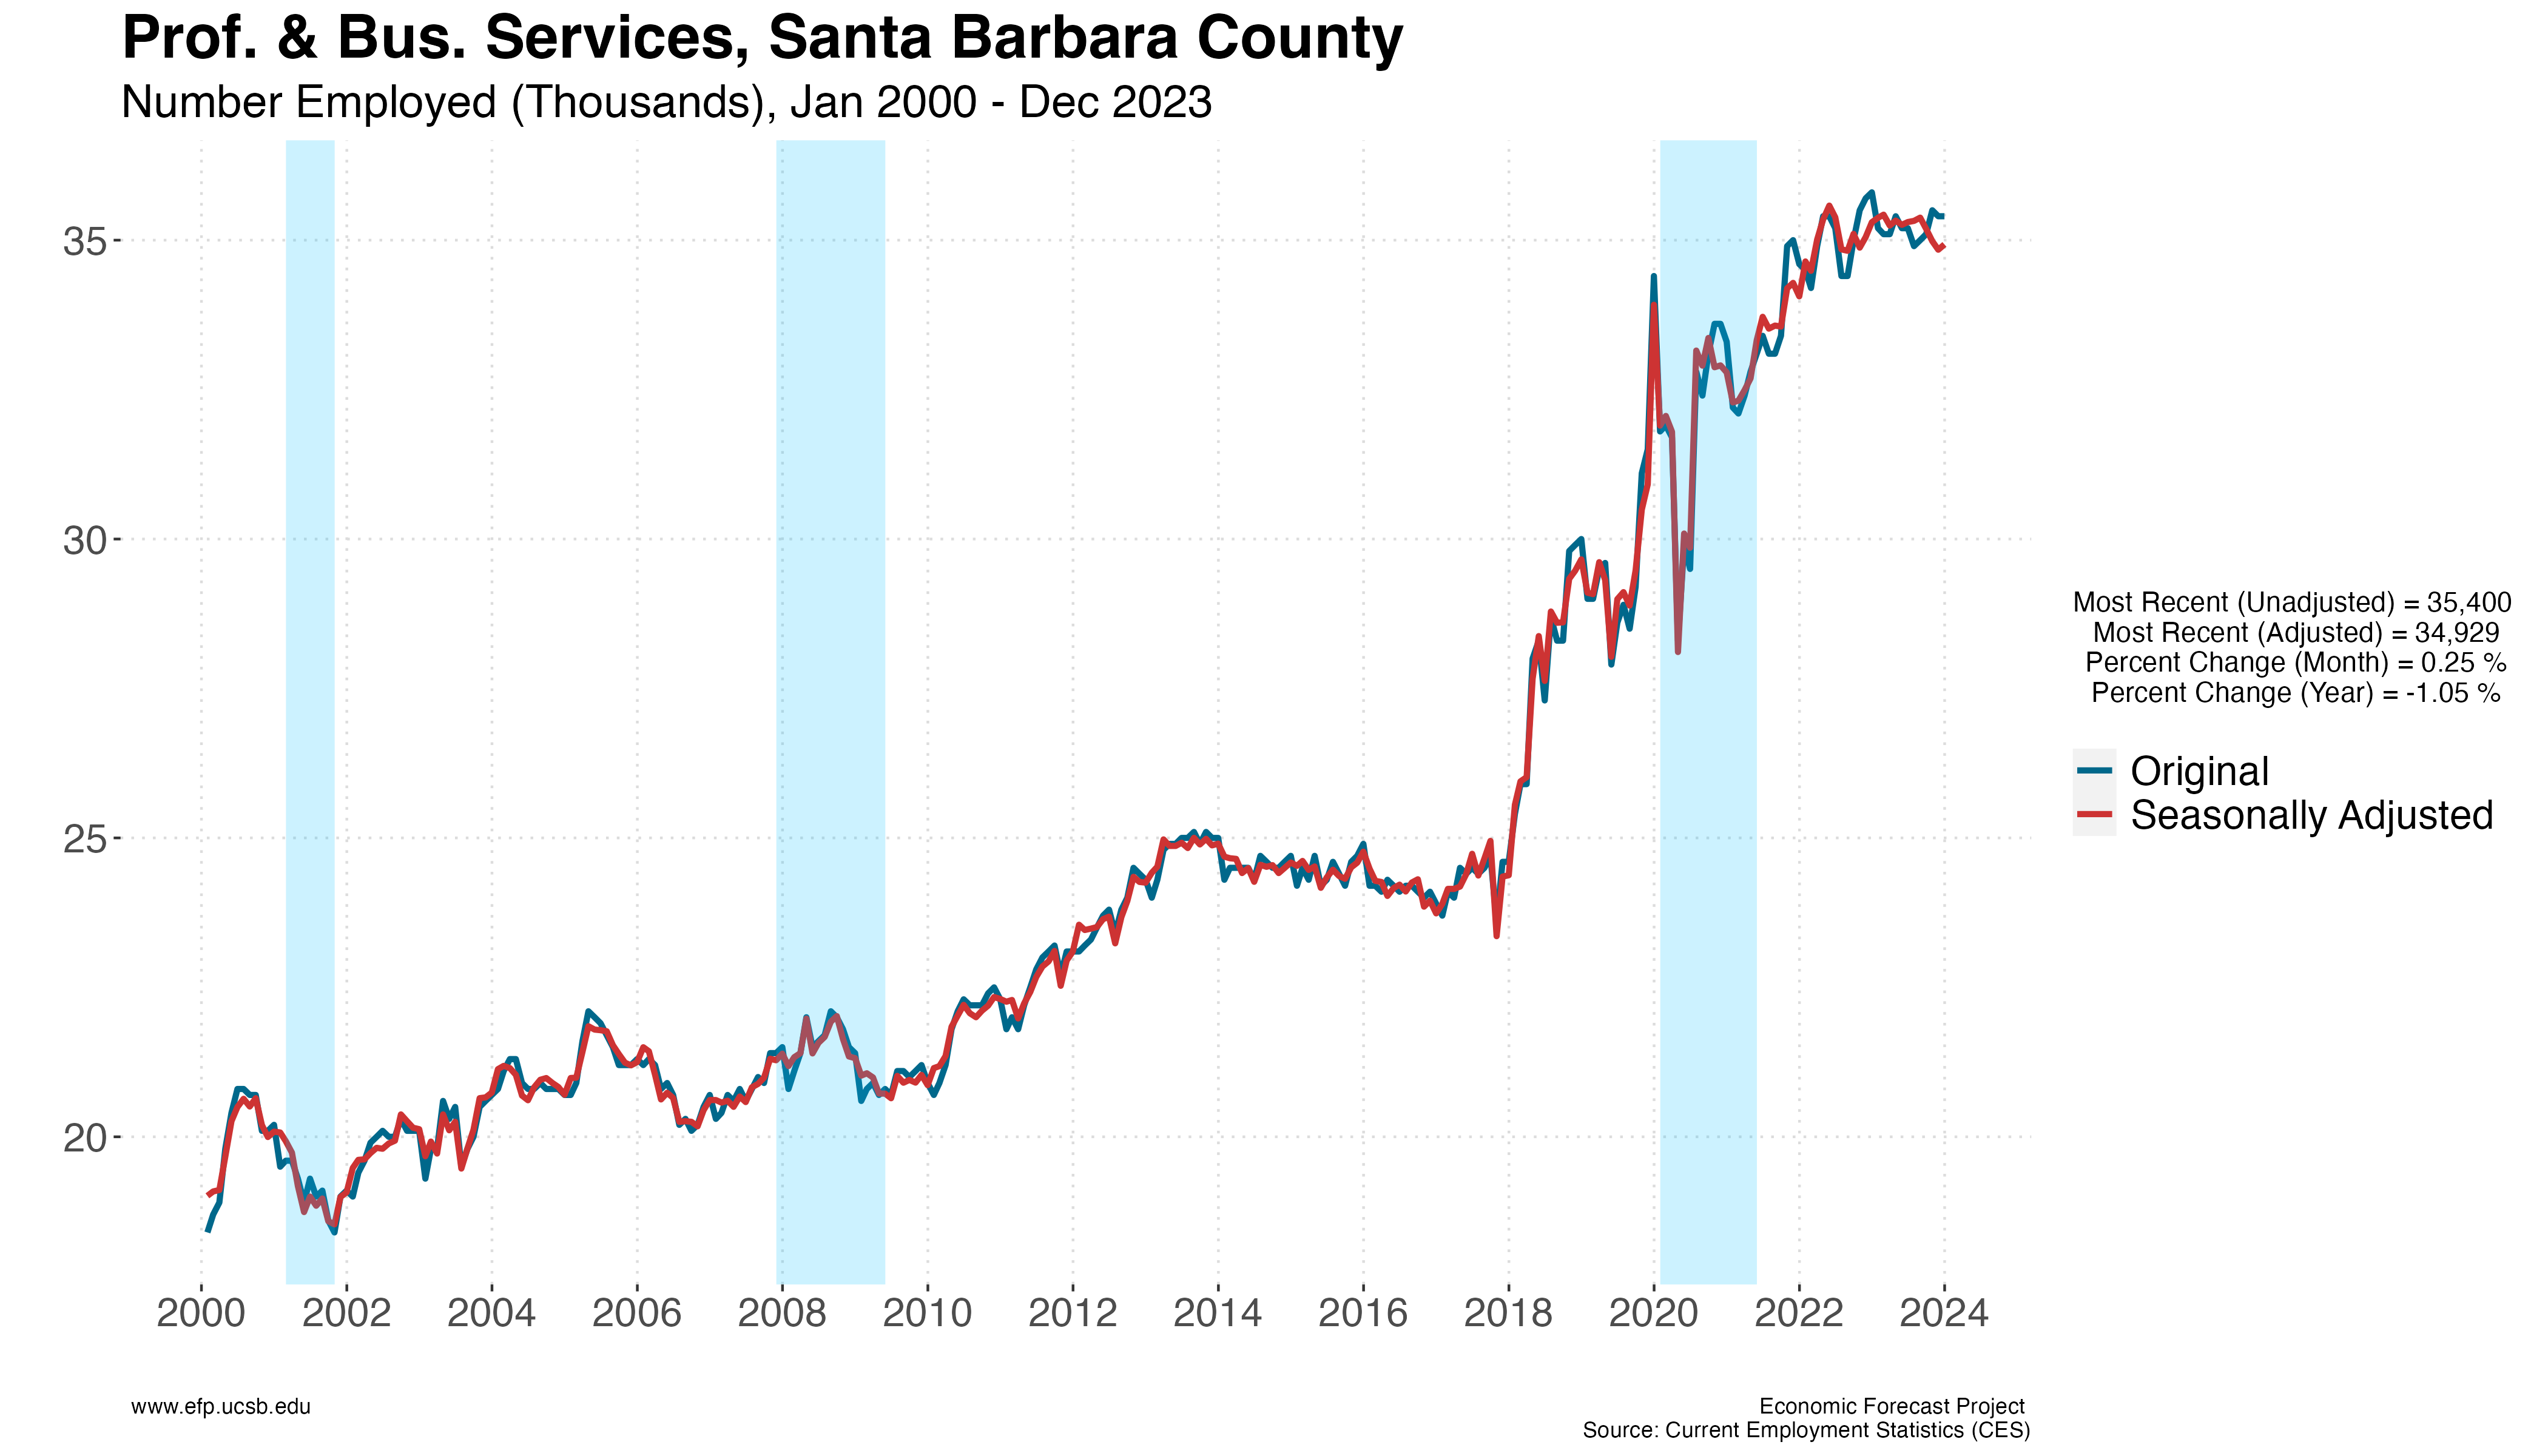 Prof. & Bus. Services, Santa Barbara County
Number Employed (Thousands), Jan 2000 - Dec 2023
35
30
25
20
2000 2002 2004 2006 2008 2010 2012 2014 2016 2018 2020 2022 2024
Most Recent (Unadjusted) = 35,400
Most Recent (Adjusted) = 34,929
Percent Change (Month) = 0.25 %
Percent Change (Year) = -1.05 %
Original
Seasonally Adjusted
www.efp.ucsb.edu
Economic Forecast Project
Source: Current Employment Statistics (CES)